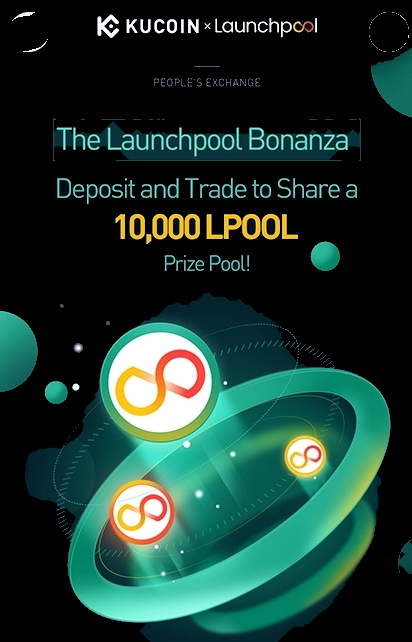 KUCOIN × Launchpool
PEOPLE'S EXCHANGE
The Launchpool Bonanza
Deposit and Trade to Share a
10,000 LPOOL
Prize Pool!